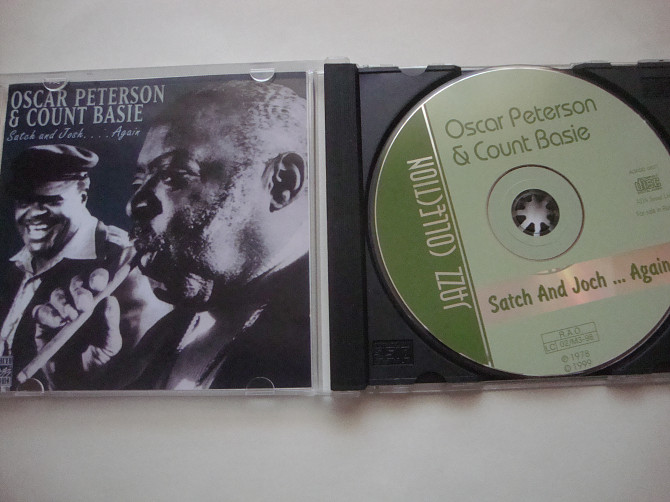 OSCAR PETERSON
& COUNT BASIE
Satch and Josh....Again
JAZZ COLLECTION
Oscar Peterson
& Count Basie
Satch And Joch ... Again
R.A.O.
℗ 1978
© 1999